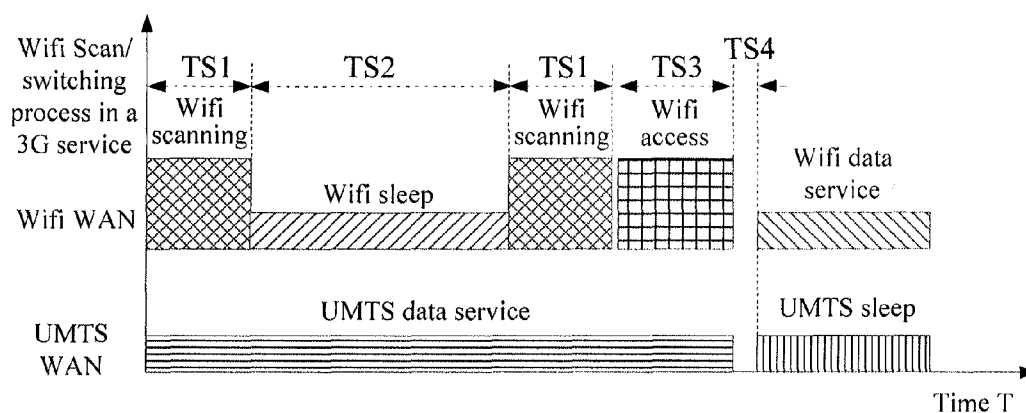 Wifi Scan/
switching
process in a
3G service
TS1
TS2
TS1
TS3
TS4
Wifi
scanning
Wifi
scanning
Wifi
access
Wifi sleep
Wifi data
service
Wifi WAN
UMTS data service
UMTS sleep
UMTS
WAN
Time T